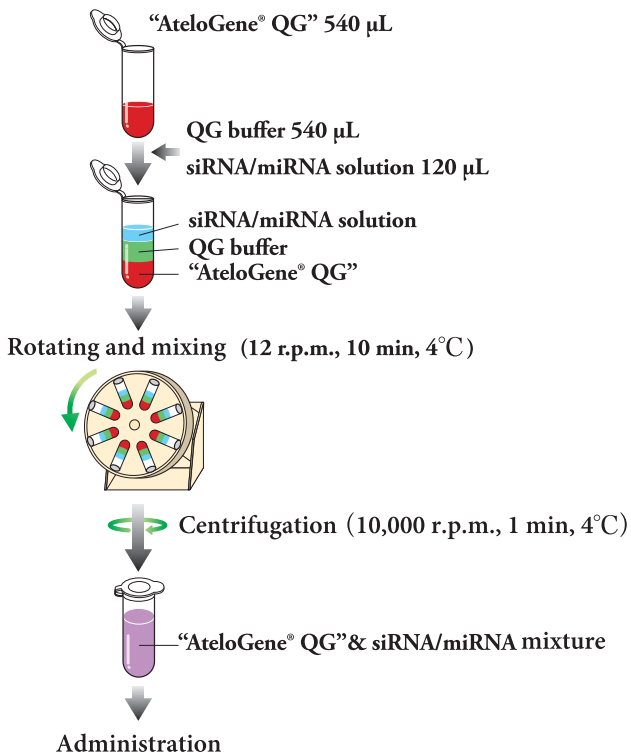 “AteloGene® QG” 540 μL
QG buffer 540 μL
siRNA/miRNA solution 120 μL
siRNA/miRNA solution
QG buffer
“AteloGene® QG”
Rotating and mixing (12 r.p.m., 10 min, 4℃)
Centrifugation (10,000 r.p.m., 1 min, 4℃)
“AteloGene® QG”& siRNA/miRNA mixture
Administration